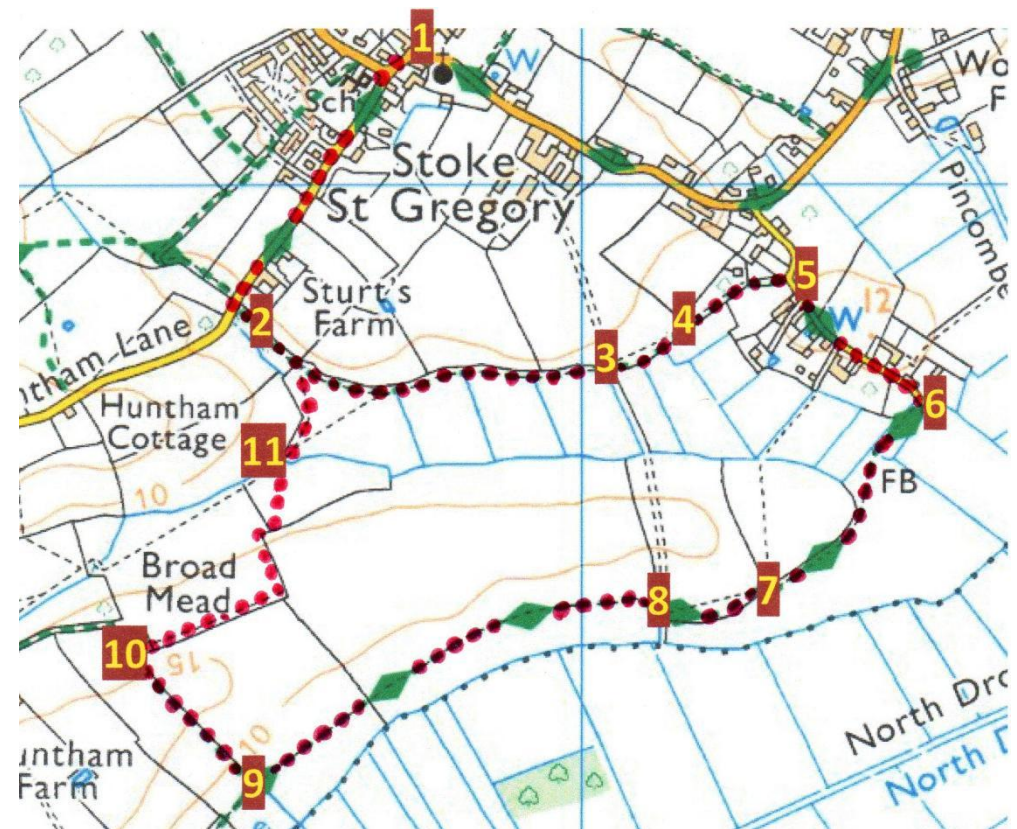 1
W
Wo
F
Sch
Stoke
St Gregory
Pincombe
5
12
2
Sturt's
Farm
4
W
3
ntham Lane
6
Huntham
Cottage
11
FB
10
Broad
Mead
7
8
10
15
North Dro
10
untham
Farm
9
North D